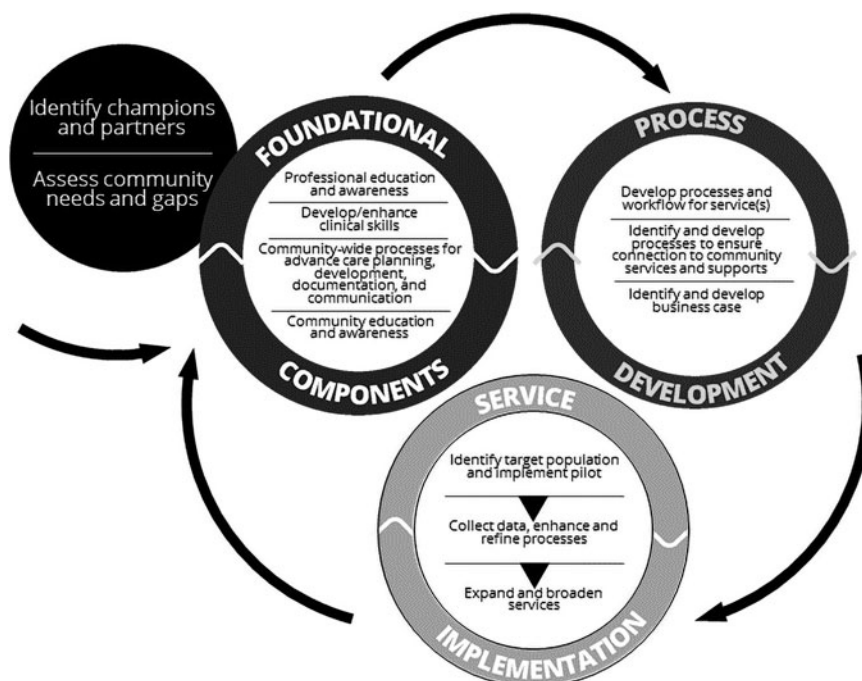 Identify champions
and partners
Assess community
needs and gaps
FOUNDATIONAL
Professional education
and awareness
Develop/enhance
clinical skills
Community-wide processes for
advance care planning,
development,
documentation, and
communication
Community education
and awareness
COMPONENTS
PROCESS
Develop processes and
workflow for service(s)
Identify and develop
processes to ensure
connection to community
services and supports
Identify and develop
business case
DEVELOPMENT
SERVICE
Identify target population
and implement pilot
Collect data, enhance and
refine processes
Expand and broaden
services
IMPLEMENTATION